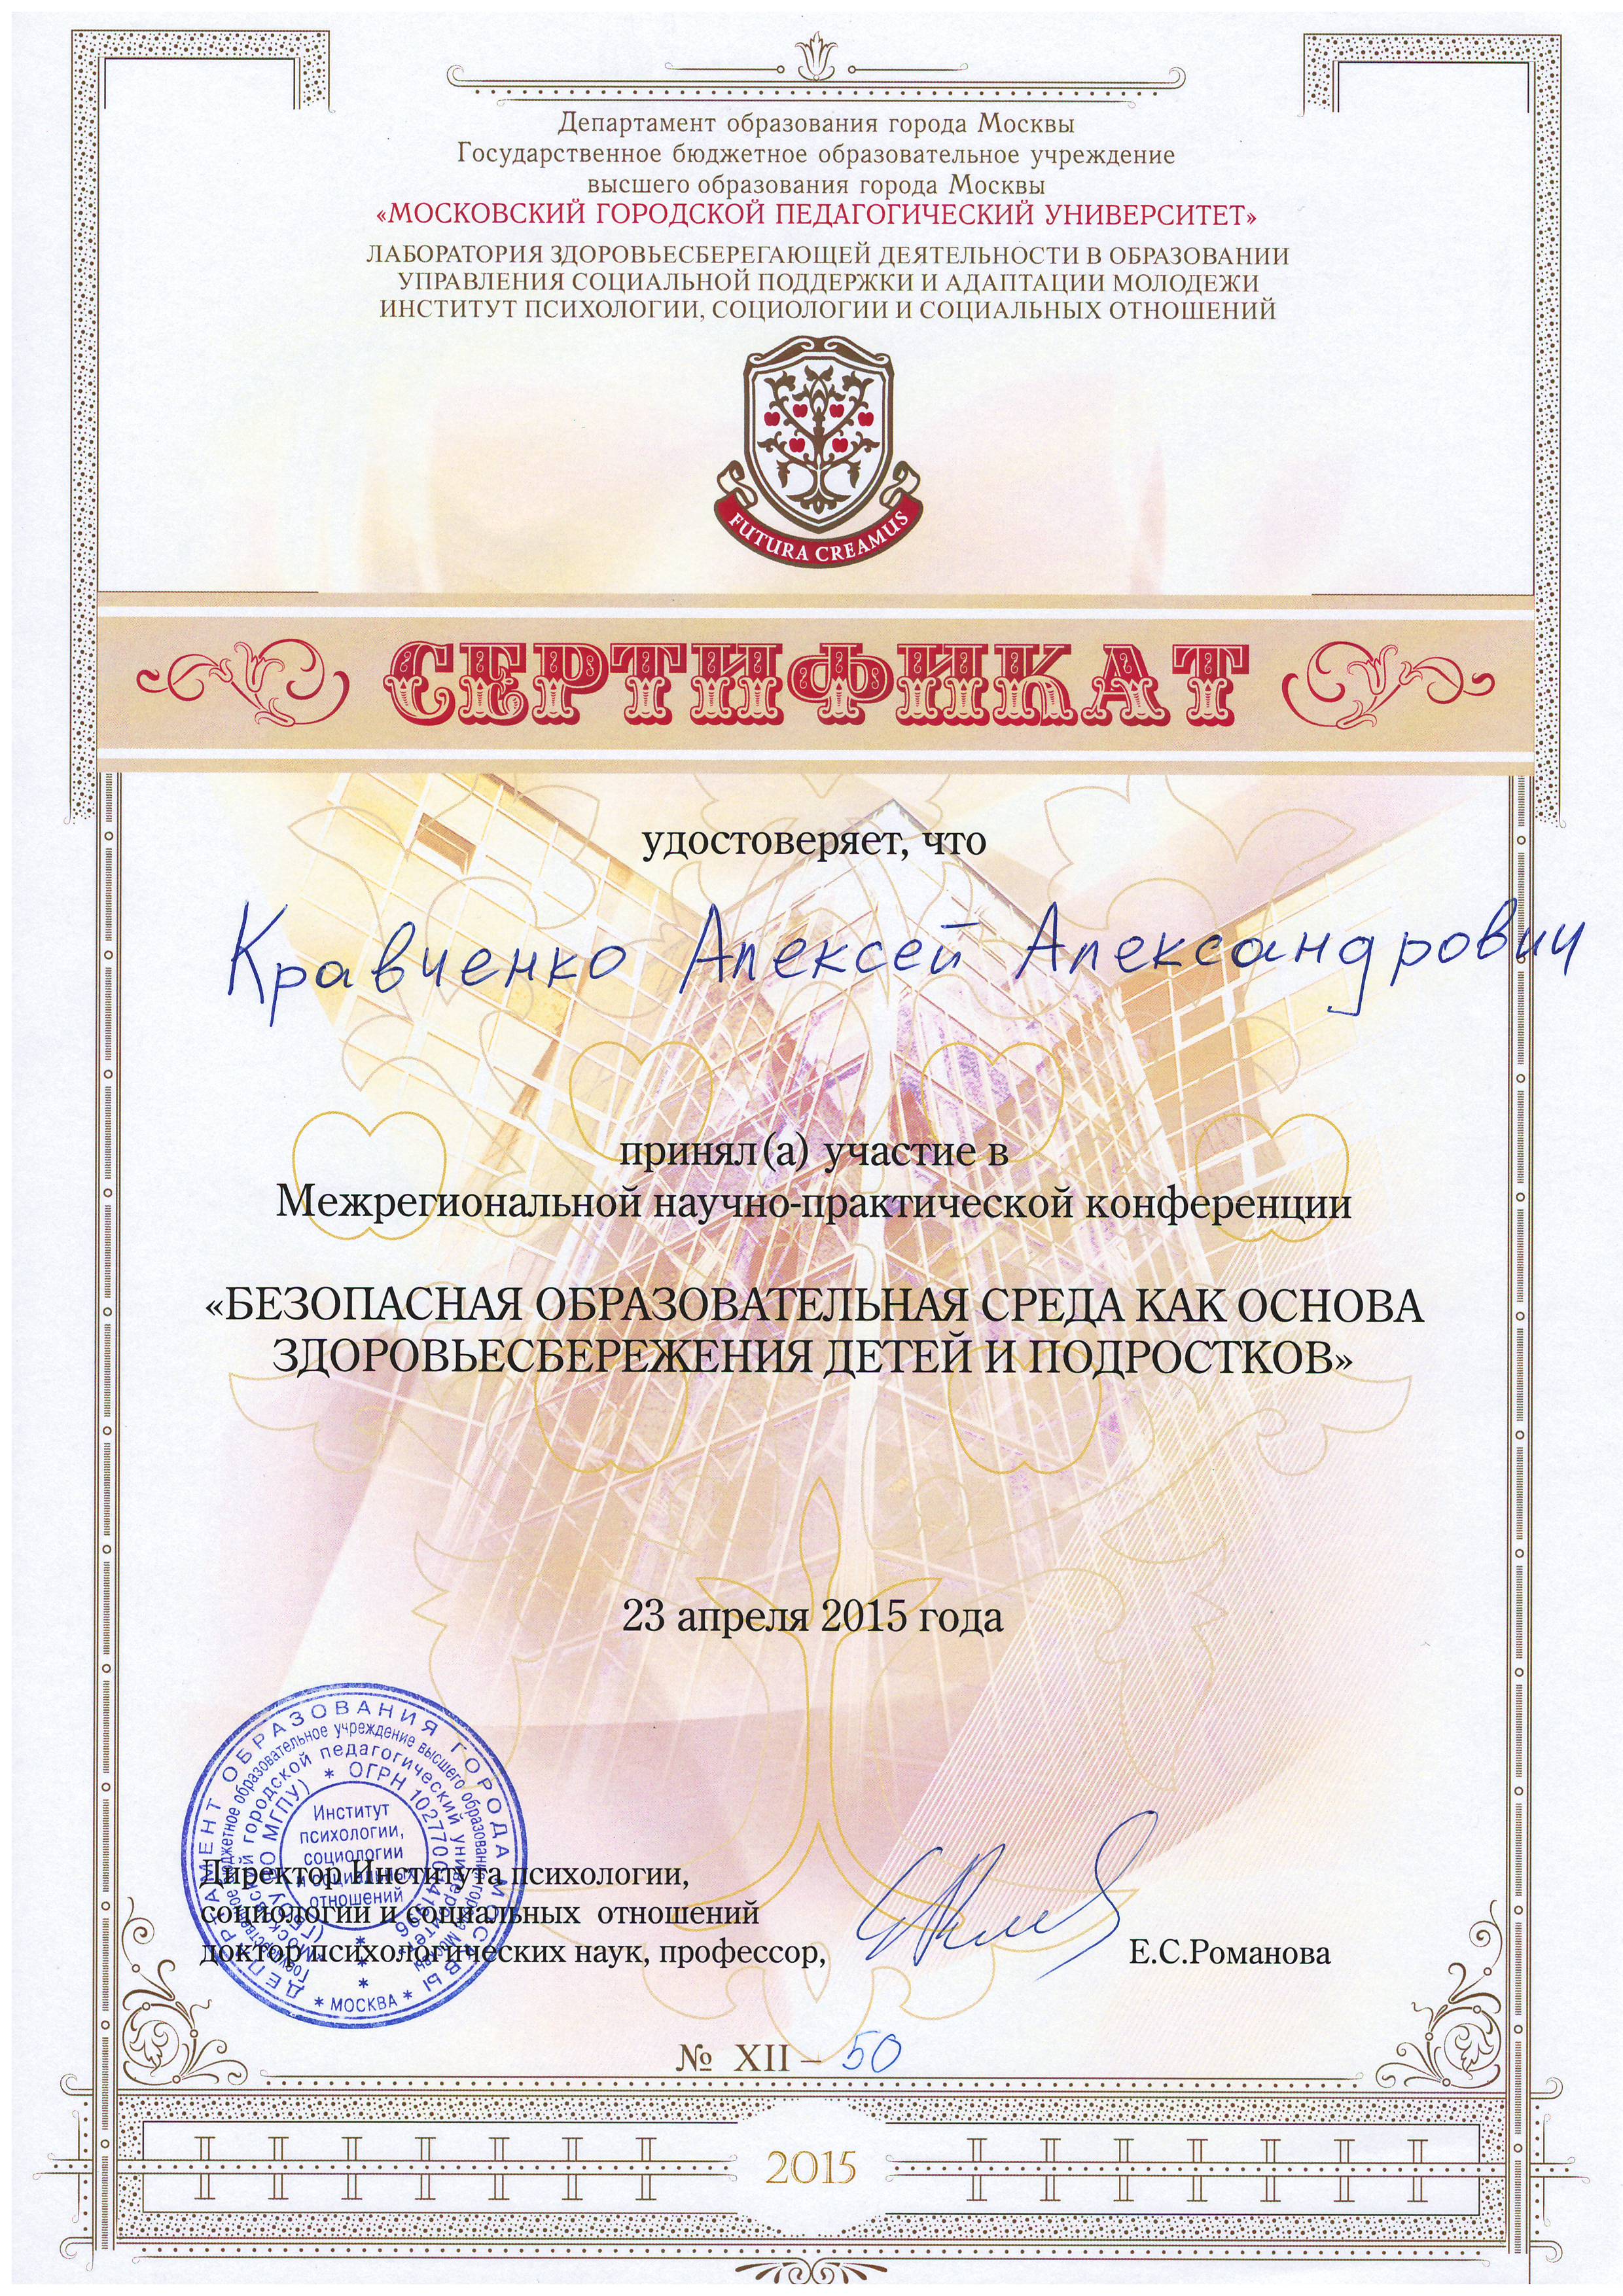 Департамент образования города Москвы
Государственное бюджетное образовательное учреждение
высшего образования города Москвы
«МОСКОВСКИЙ ГОРОДСКОЙ ПЕДАГОГИЧЕСКИЙ УНИВЕРСИТЕТ»
ЛАБОРАТОРИЯ ЗДОРОВЬЕСБЕРЕГАЮЩЕЙ ДЕЯТЕЛЬНОСТИ В ОБРАЗОВАНИИ
УПРАВЛЕНИЯ СОЦИАЛЬНОЙ ПОДДЕРЖКИ И АДАПТАЦИИ МОЛОДЕЖИ
ИНСТИТУТ ПСИХОЛОГИИ, СОЦИОЛОГИИ И СОЦИАЛЬНЫХ ОТНОШЕНИЙ
FUTURA CREAMUS
СЕРТИФИКАТ
удостоверяет, что
Кравченко Алексей Александрович
принял(а) участие в
Межрегиональной научно-практической конференции
«БЕЗОПАСНАЯ ОБРАЗОВАТЕЛЬНАЯ СРЕДА КАК ОСНОВА
ЗДОРОВЬЕСБЕРЕЖЕНИЯ ДЕТЕЙ И ПОДРОСТКОВ»
23 апреля 2015 года
ДЕПАРТАМЕНТ ОБРАЗОВАНИЯ ГОРОДА МОСКВЫ
* МОСКВА *
Государственное бюджетное образовательное учреждение высшего образования города Москвы
Московский городской педагогический университет
(ГБОУ ВО МГПУ) * ОГРН
Институт
психологии,
социологии
и социальных
отношений
Директор Института психологии,
социологии и социальных отношений
доктор психологических наук, профессор,
Е.С.Романова
№ XII – 50
2015